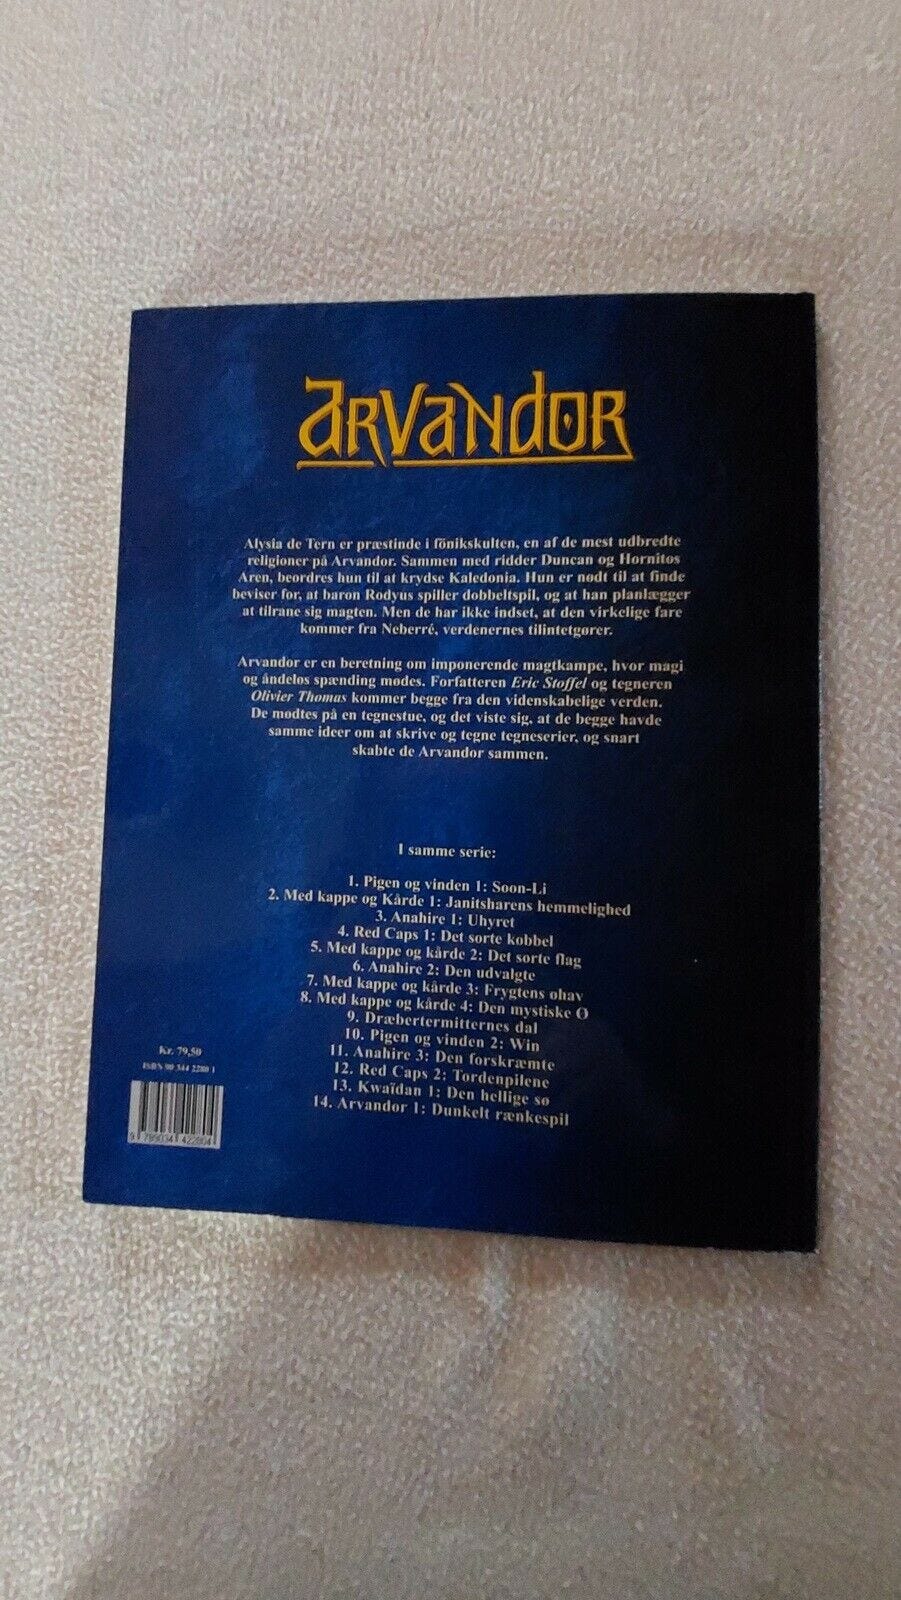 ARVANDOR
Alysia de Tern er præstinde i fönikskulten, en af de mest udbredte
religioner på Arvandor. Sammen med ridder Duncan og Hornitos
Aren, beordres hun til at krydse Kaledonia. Hun er nødt til at finde
beviser for, at baron Rodyus spiller dobbeltspil, og at han planlægger
at tilrane sig magten. Men de har ikke indset, at den virkelige fare
kommer fra Neberré, verdenernes tilintetgører.
Arvandor er en beretning om imponerende magtkampe, hvor magi
og åndeløs spænding mødes. Forfatteren Eric Stoffel og tegneren
Olivier Thomas kommer begge fra den videnskabelige verden.
De mødtes på en tegnestue, og det viste sig, at de begge havde
samme ideer om at skrive og tegne tegneserier, og snart
skabte de Arvandor sammen.
I samme serie:
1. Pigen og vinden 1: Soon-Li
2. Med kappe og Kårde 1: Janitsharens hemmelighed
3. Anahire 1: Uhyret
4. Red Caps 1: Det sorte kobbel
5. Med kappe og kårde 2: Det sorte flag
6. Anahire 2: Den udvalgte
7. Med kappe og kårde 3: Frygtens øhav
8. Med kappe og kårde 4: Den mystiske Ø
9. Dræbertermitternes dal
10. Pigen og vinden 2: Win
11. Anahire 3: Den forskræmte
12. Red Caps 2: Tordenpilene
13. Kwaïdan 1: Den hellige sø
14. Arvandor 1: Dunkelt rænkespil
Kr. 79,50
ISBN 90 344 2280 1
9 789034 422804